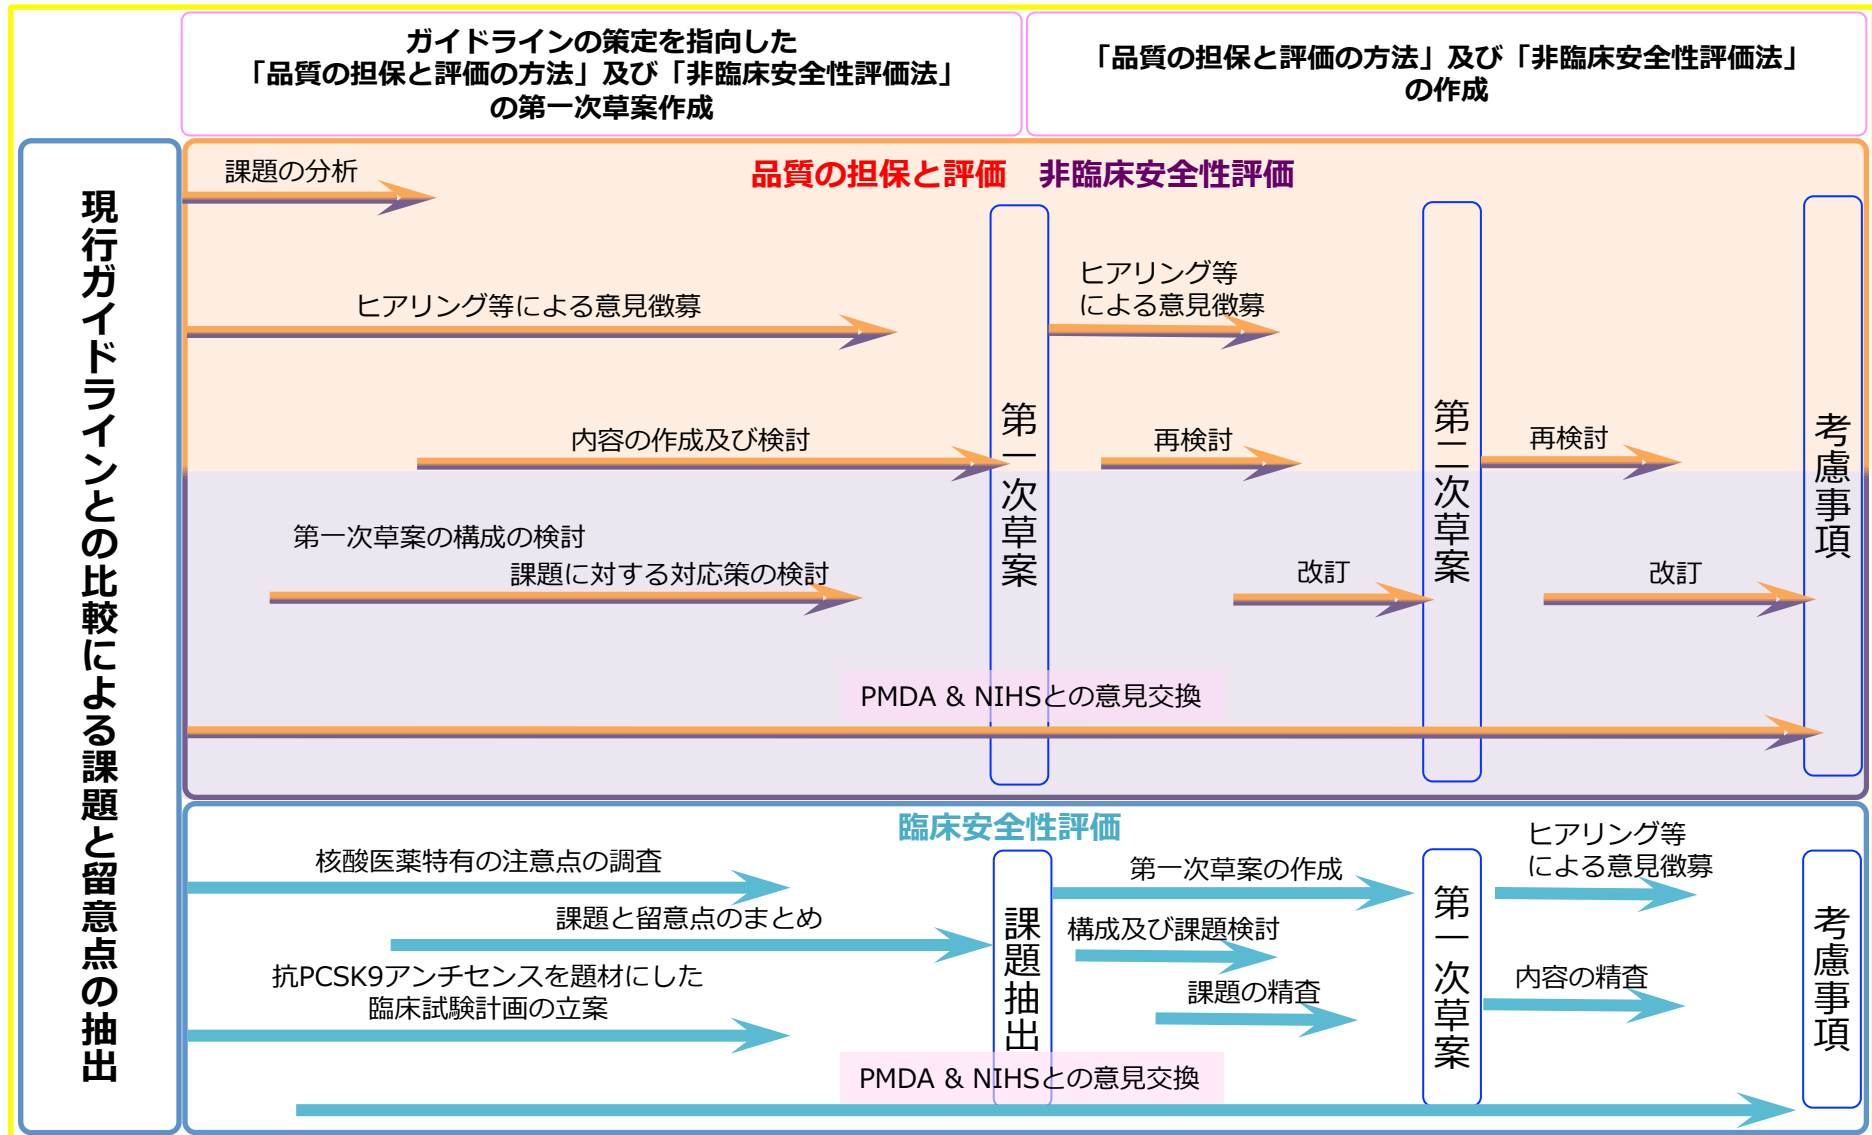 ガイドラインの策定を指向した
「品質の担保と評価の方法」及び「非臨床安全性評価法」
の第一次草案作成
「品質の担保と評価の方法」及び「非臨床安全性評価法」
の作成
現行ガイドラインとの比較による課題と留意点の抽出
品質の担保と評価 非臨床安全性評価
課題の分析
ヒアリング等による意見徴募
ヒアリング等
による意見徴募
内容の作成及び検討
第一次草案
再検討
第二次草案
再検討
考慮事項
第一次草案の構成の検討
課題に対する対応策の検討
改訂
改訂
PMDA & NIHSとの意見交換
臨床安全性評価
核酸医薬特有の注意点の調査
課題と留意点のまとめ
抗PCSK9アンチセンスを題材にした
臨床試験計画の立案
課題抽出
第一次草案の作成
構成及び課題検討
課題の精査
第一次草案
ヒアリング等
による意見徴募
内容の精査
考慮事項
PMDA & NIHSとの意見交換